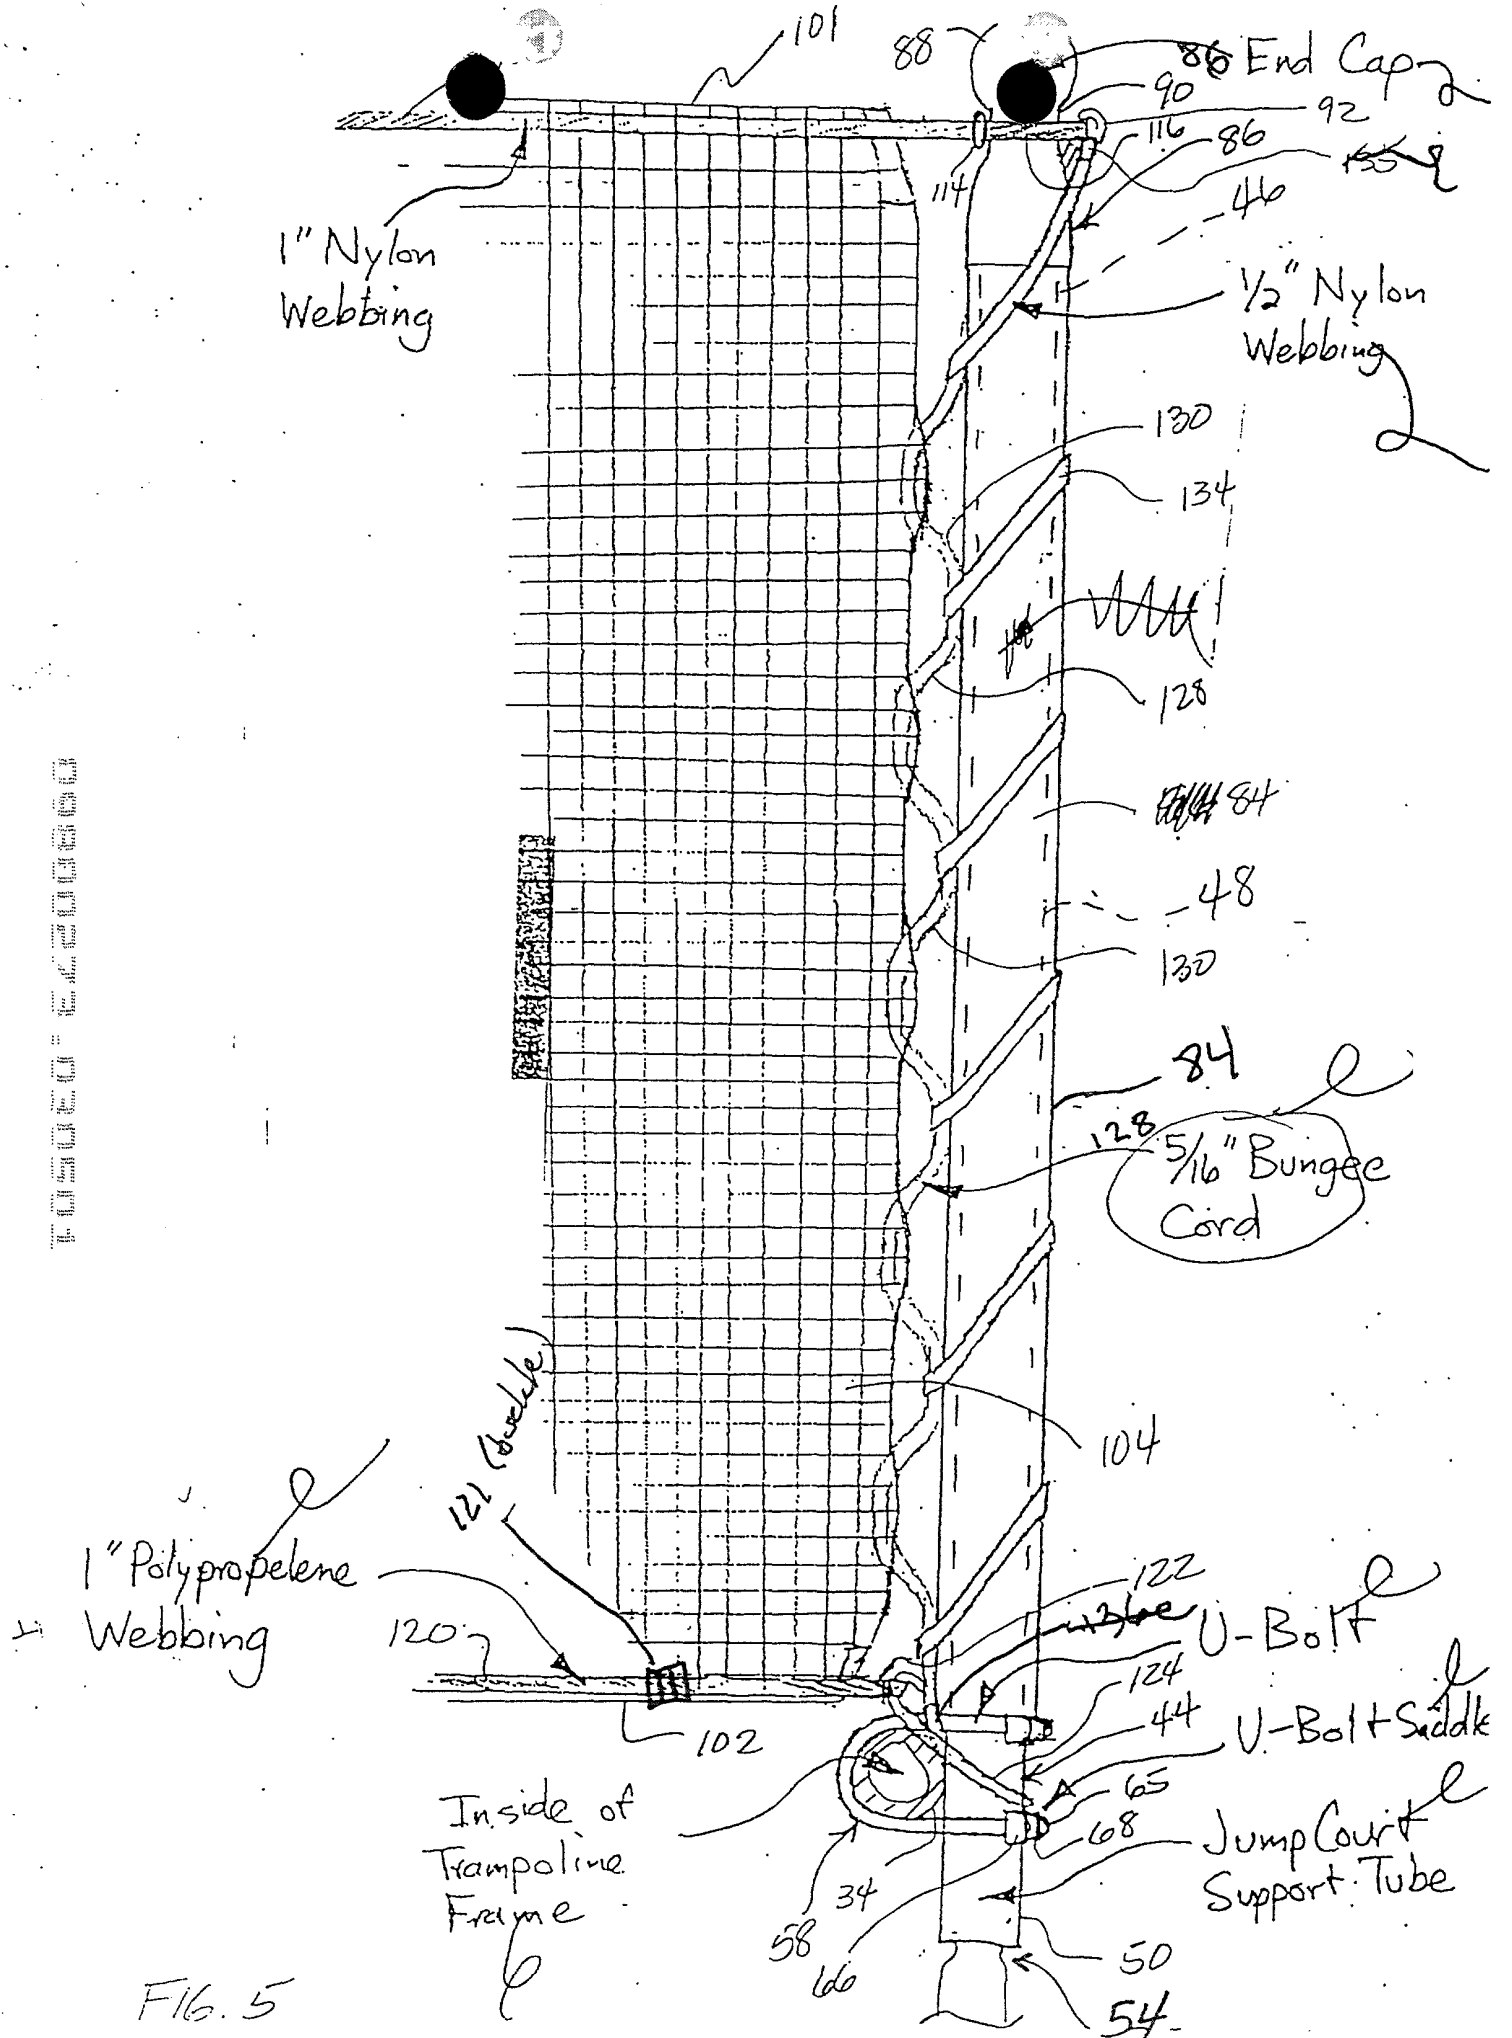 101
88
86 End Cap
90
92
116
86
114
46
1" Nylon
Webbing
1/2" Nylon
Webbing
130
134
128
84
48
130
84
128
5/16" Bungee
Cord
104
121 (buckle)
1" Polypropelene
Webbing
120
122
U-Bolt
124
44
U-Bolt Saddle
102
65
68
Inside of
Trampoline
Frame
Jump Court
Support Tube
34
58
66
50
54
FIG. 5